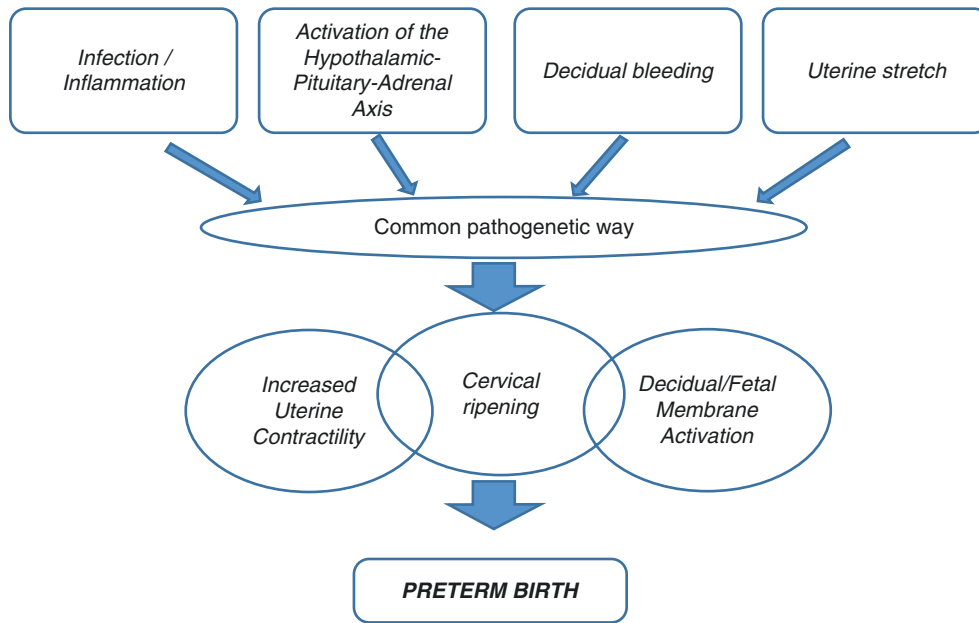 Infection /
Inflammation
Activation of the
Hypothalamic-
Pituitary-Adrenal
Axis
Decidual bleeding
Uterine stretch
Common pathogenetic way
Increased
Uterine
Contractility
Cervical
ripening
Decidual/Fetal
Membrane
Activation
PRETERM BIRTH